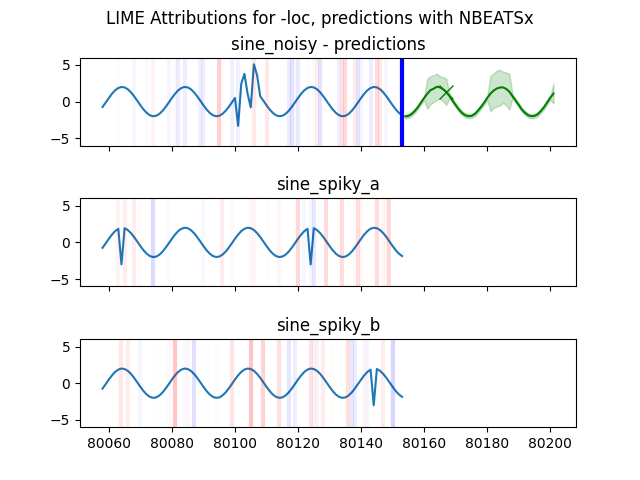 LIME Attributions for -loc, predictions with NBEATSx
sine_noisy - predictions
5
0
−5
sine_spiky_a
5
0
−5
sine_spiky_b
5
0
−5
80060 80080 80100 80120 80140 80160 80180 80200